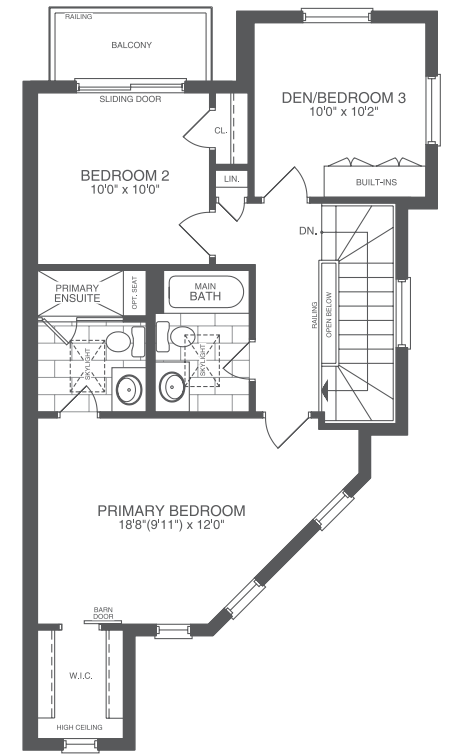 RAILING
BALCONY
SLIDING DOOR
CL.
DEN/BEDROOM 3
10'0" x 10'2"
BEDROOM 2
10'0" x 10'0"
LIN.
BUILT-INS
DN.
PRIMARY
ENSUITE
OPT. SEAT
MAIN
BATH
RAILING
OPEN BELOW
SKYLIGHT
SKYLIGHT
PRIMARY BEDROOM
18'8"(9'11") x 12'0"
BARN
DOOR
W.I.C.
HIGH CEILING